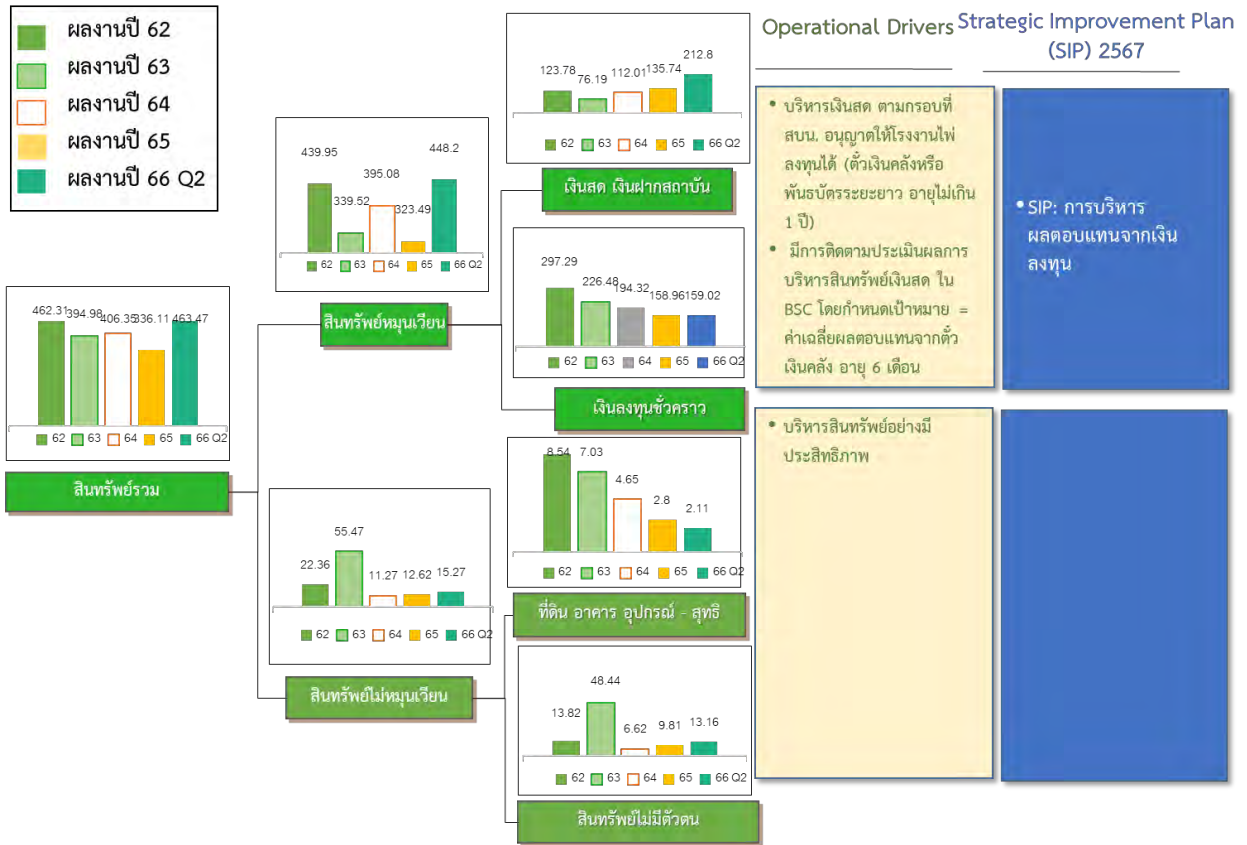 ผลงานปี 62
ผลงานปี 63
ผลงานปี 64
ผลงานปี 65
ผลงานปี 66 Q2
462.31 394.98 406.35 336.11 463.47
62 63 64 65 66 Q2
สินทรัพย์รวม
439.95 339.52 395.08 323.49 448.2
62 63 64 65 66 Q2
สินทรัพย์หมุนเวียน
22.36 55.47 11.27 12.62 15.27
62 63 64 65 66 Q2
สินทรัพย์ไม่หมุนเวียน
123.78 76.19 112.01 135.74 212.8
62 63 64 65 66 Q2
เงินสด เงินฝากสถาบัน
297.29 226.48 194.32 158.96 159.02
62 63 64 65 66 Q2
เงินลงทุนชั่วคราว
8.54 7.03 4.65 2.8 2.11
62 63 64 65 66 Q2
ที่ดิน อาคาร อุปกรณ์ - สุทธิ
13.82 48.44 6.62 9.81 13.16
62 63 64 65 66 Q2
สินทรัพย์ไม่มีตัวตน
Operational Drivers
• บริหารเงินสด ตามกรอบที่
สบน. อนุญาตให้โรงงานไพ่
ลงทุนได้ (ตั๋วเงินคลังหรือ
พันธบัตรระยะยาว อายุไม่เกิน
1 ปี)
• มีการติดตามประเมินผลการ
บริหารสินทรัพย์เงินสด ใน
BSC โดยกำหนดเป้าหมาย =
ค่าเฉลี่ยผลตอบแทนจากตั๋ว
เงินคลัง อายุ 6 เดือน
• บริหารสินทรัพย์อย่างมี
ประสิทธิภาพ
Strategic Improvement Plan
(SIP) 2567
• SIP: การบริหาร
ผลตอบแทนจากเงิน
ลงทุน